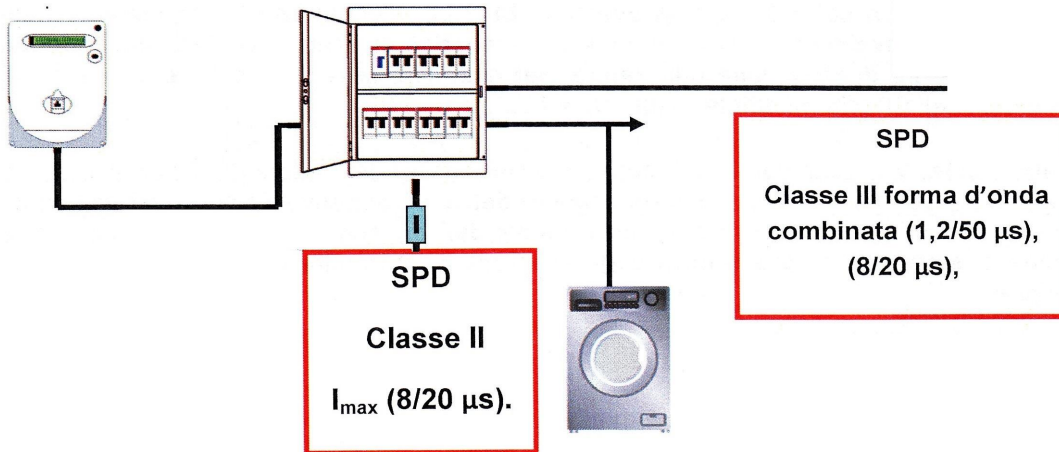 SPD
Classe III forma d'onda
combinata (1,2/50 µs),
(8/20 µs),
SPD
Classe II
Imax (8/20 µs).